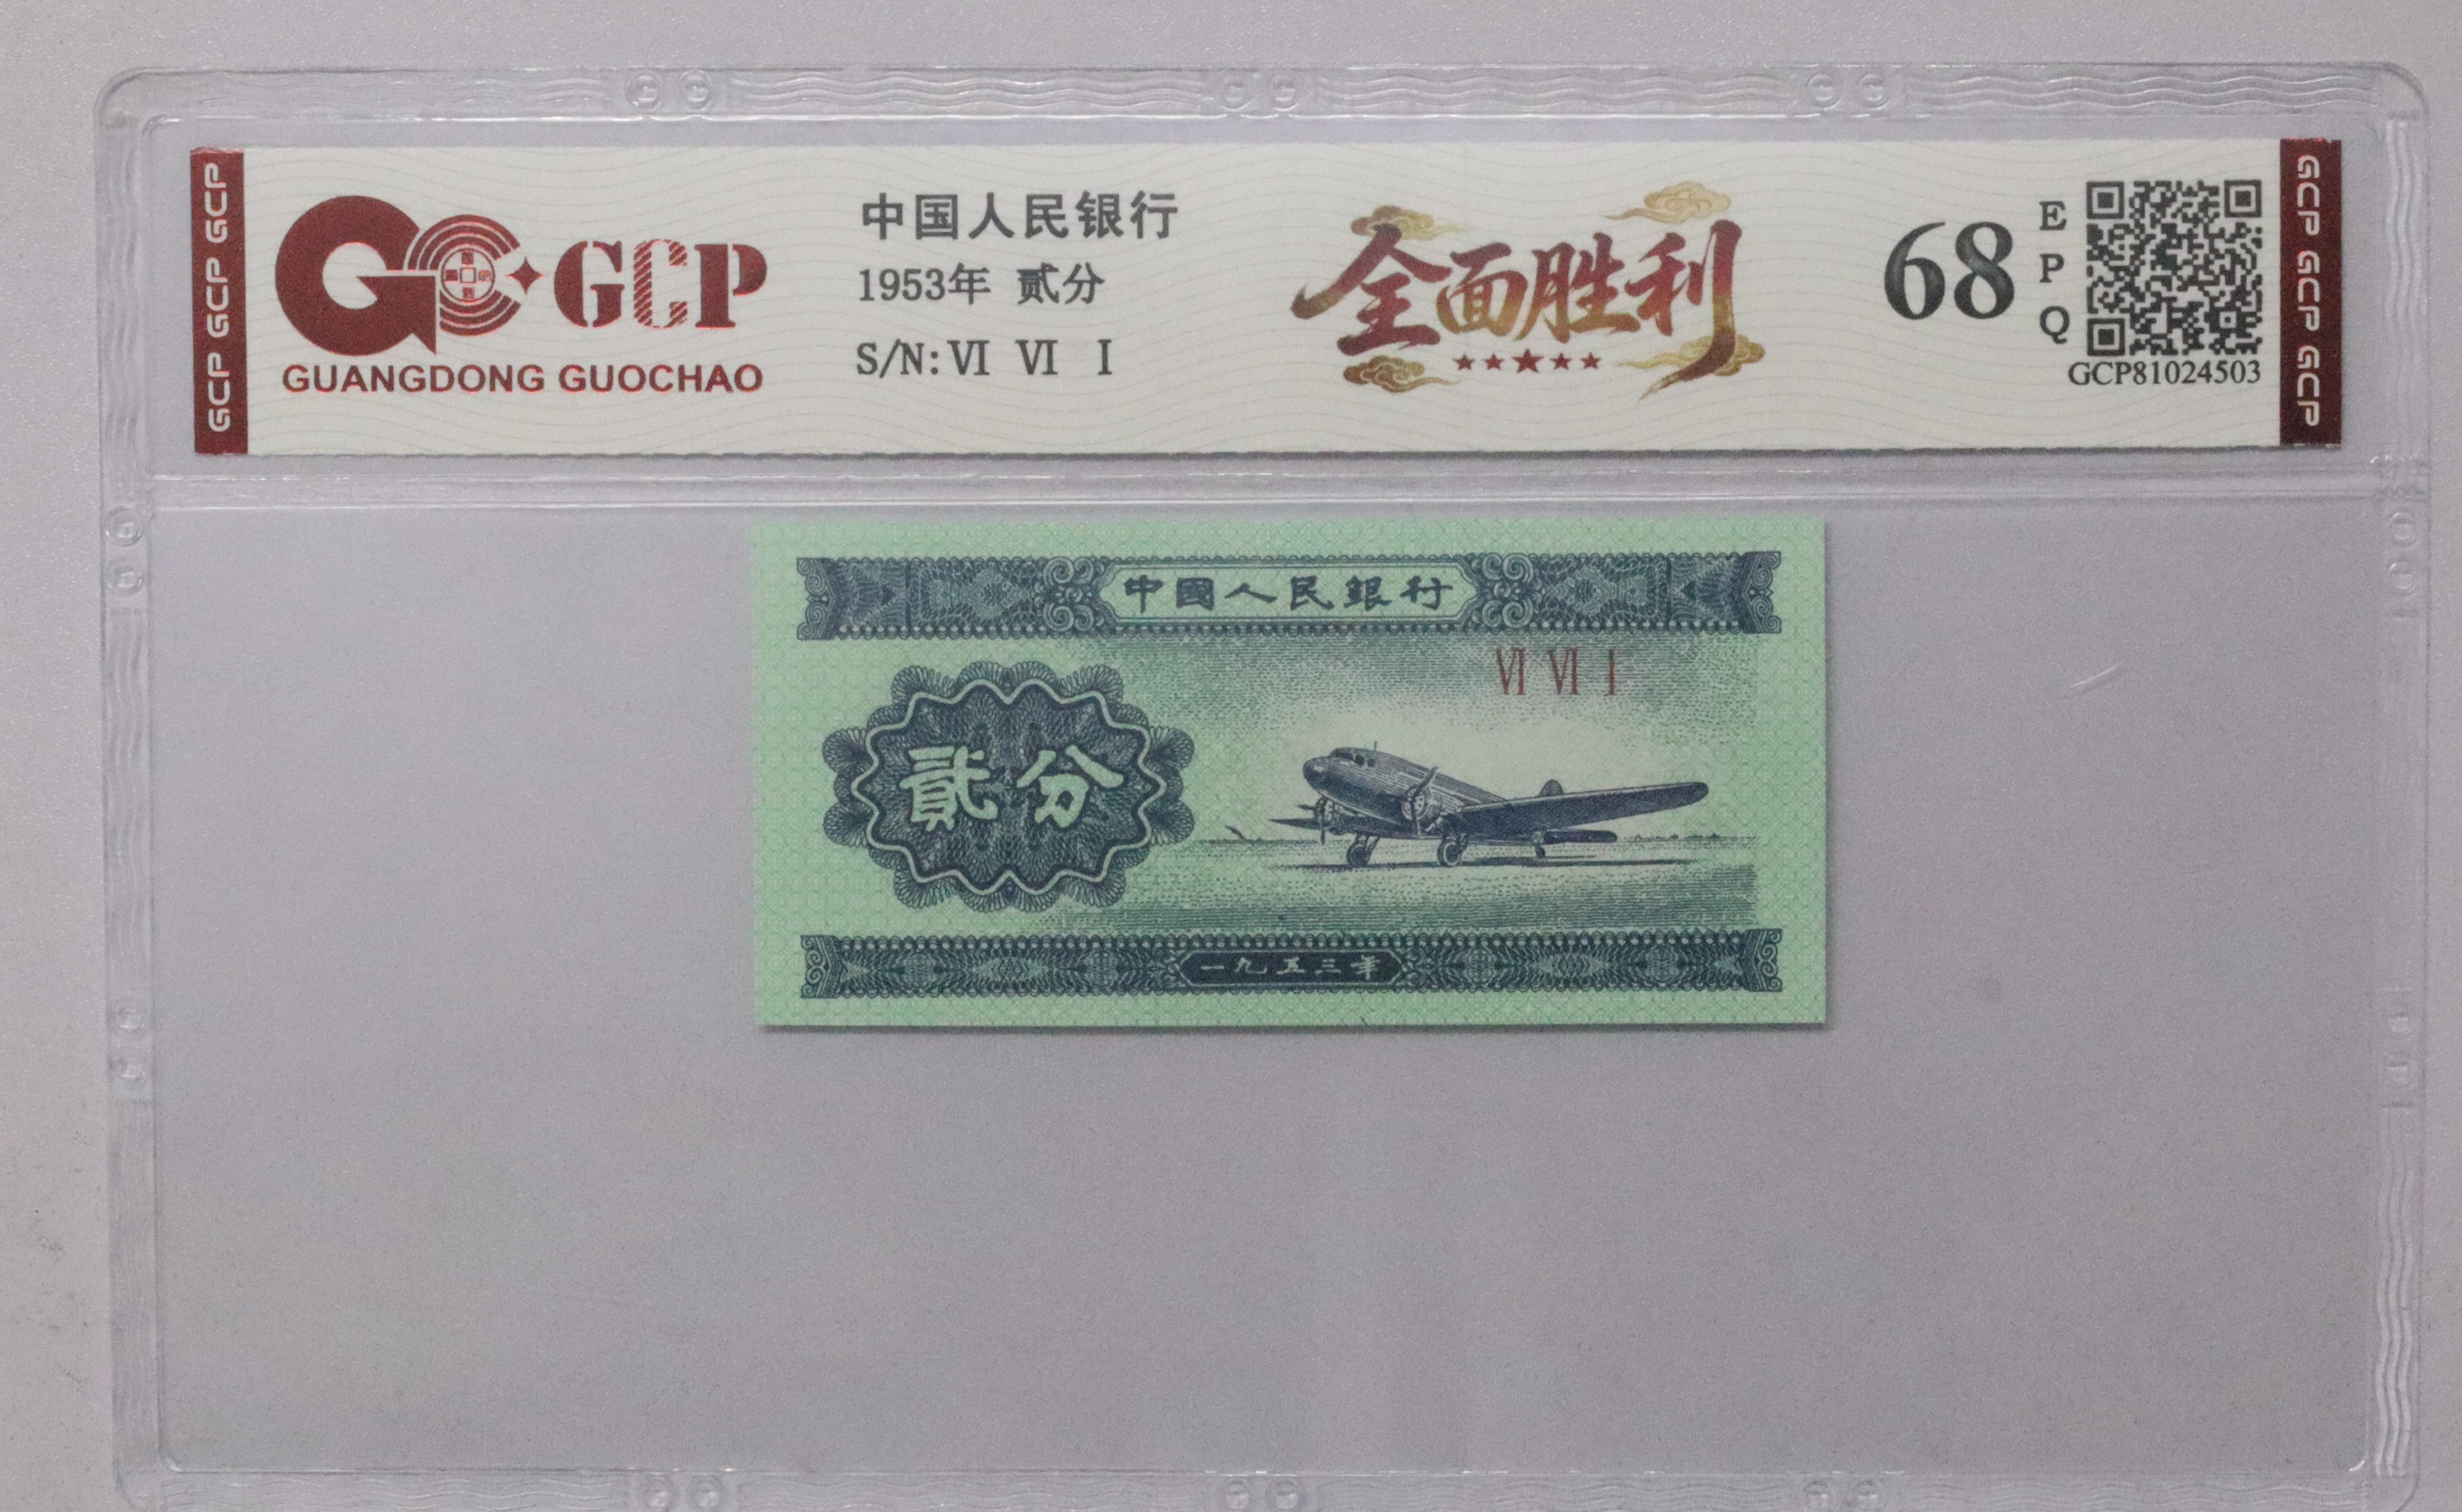 GCP GCP GCP
GCP
GUANGDONG GUOCHAO
中国人民银行
1953年 贰分
S/N: VI VI I
全面胜利
68
E
P
Q
GCP81024503
GCP GCP GCP
中國人民銀行
VI VI I
貳分
一九五三年